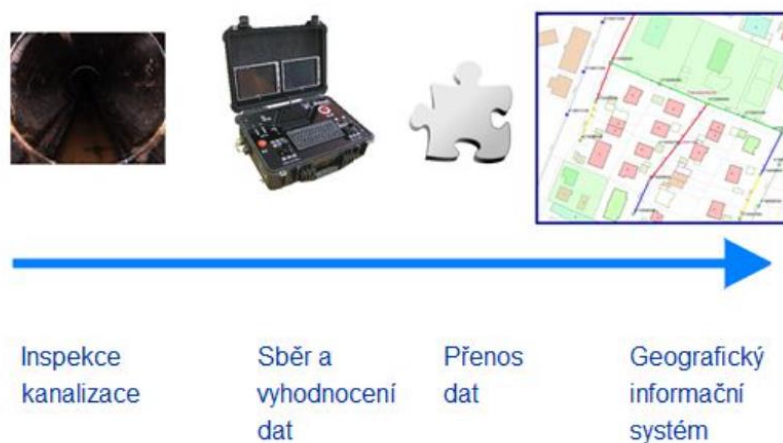 Inspekce
kanalizace
Sběr a
vyhodnocení
dat
Přenos
dat
Geografický
informační
systém